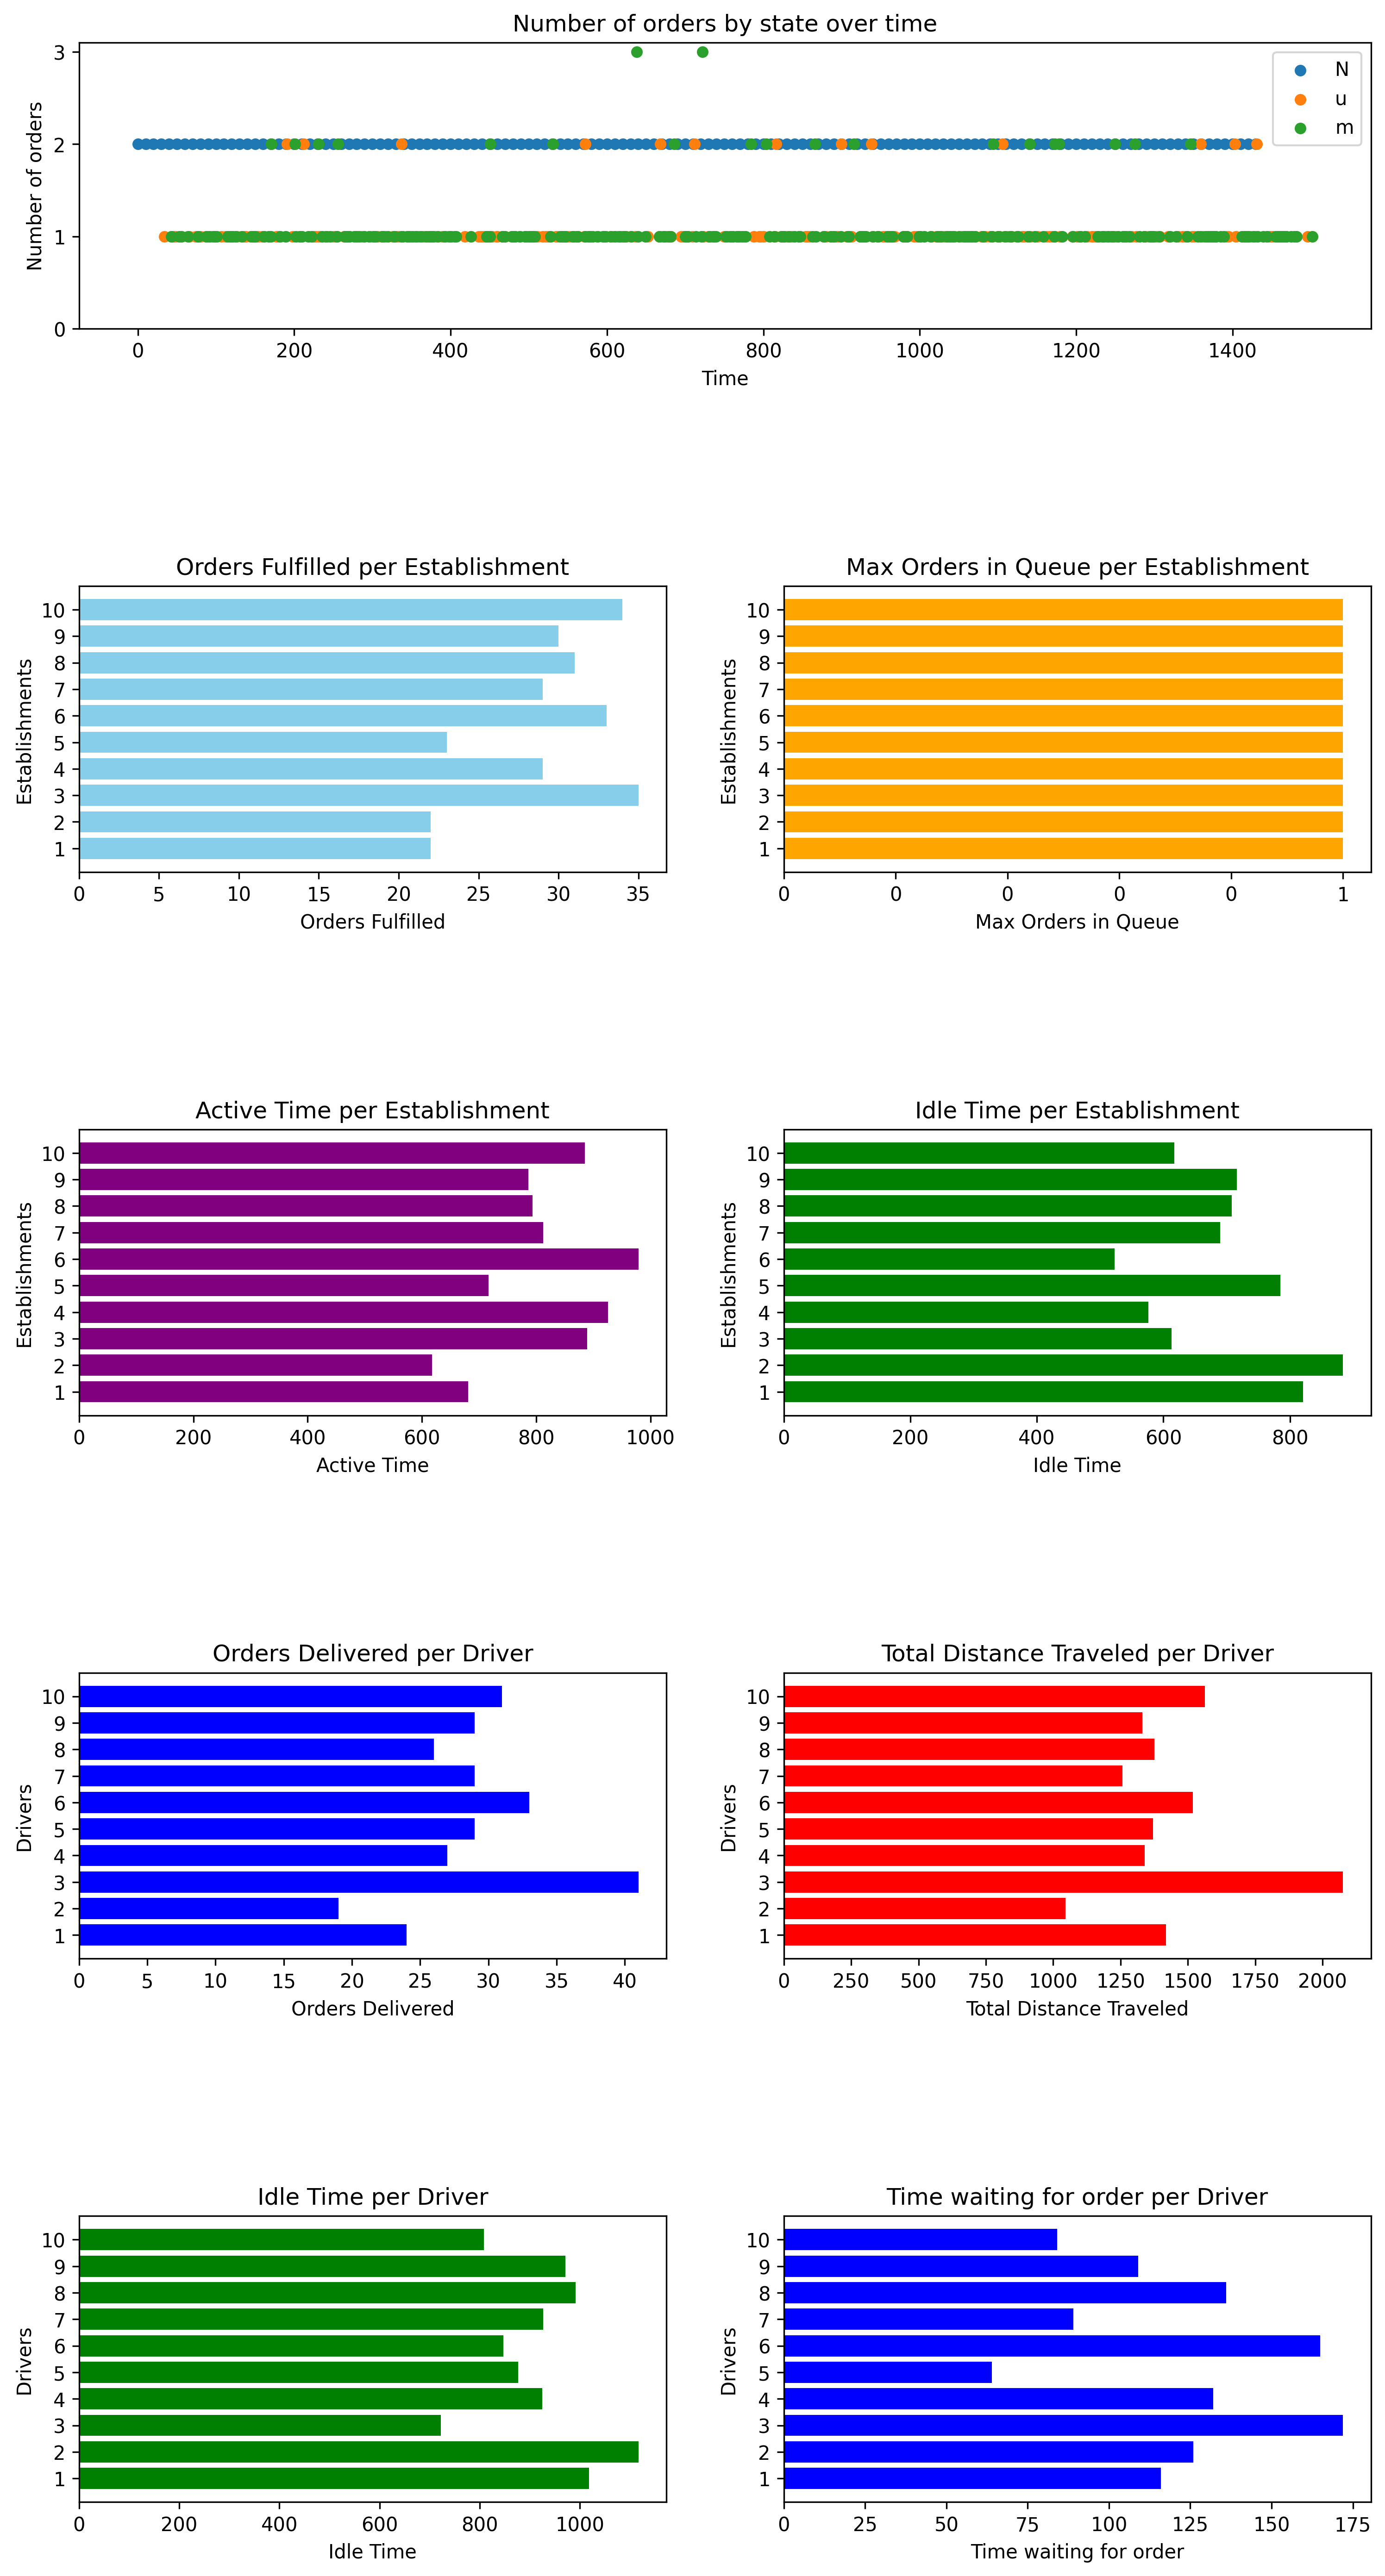 Number of orders by state over time
Number of orders
3
2
1
0
N
u
m
0 200 400 600 800 1000 1200 1400
Time
Orders Fulfilled per Establishment
Establishments
10
9
8
7
6
5
4
3
2
1
0 5 10 15 20 25 30 35
Orders Fulfilled
Max Orders in Queue per Establishment
Establishments
10
9
8
7
6
5
4
3
2
1
0 0 0 0 0 1
Max Orders in Queue
Active Time per Establishment
Establishments
10
9
8
7
6
5
4
3
2
1
0 200 400 600 800 1000
Active Time
Idle Time per Establishment
Establishments
10
9
8
7
6
5
4
3
2
1
0 200 400 600 800
Idle Time
Orders Delivered per Driver
Drivers
10
9
8
7
6
5
4
3
2
1
0 5 10 15 20 25 30 35 40
Orders Delivered
Total Distance Traveled per Driver
Drivers
10
9
8
7
6
5
4
3
2
1
0 250 500 750 1000 1250 1500 1750 2000
Total Distance Traveled
Idle Time per Driver
Drivers
10
9
8
7
6
5
4
3
2
1
0 200 400 600 800 1000
Idle Time
Time waiting for order per Driver
Drivers
10
9
8
7
6
5
4
3
2
1
0 25 50 75 100 125 150 175
Time waiting for order